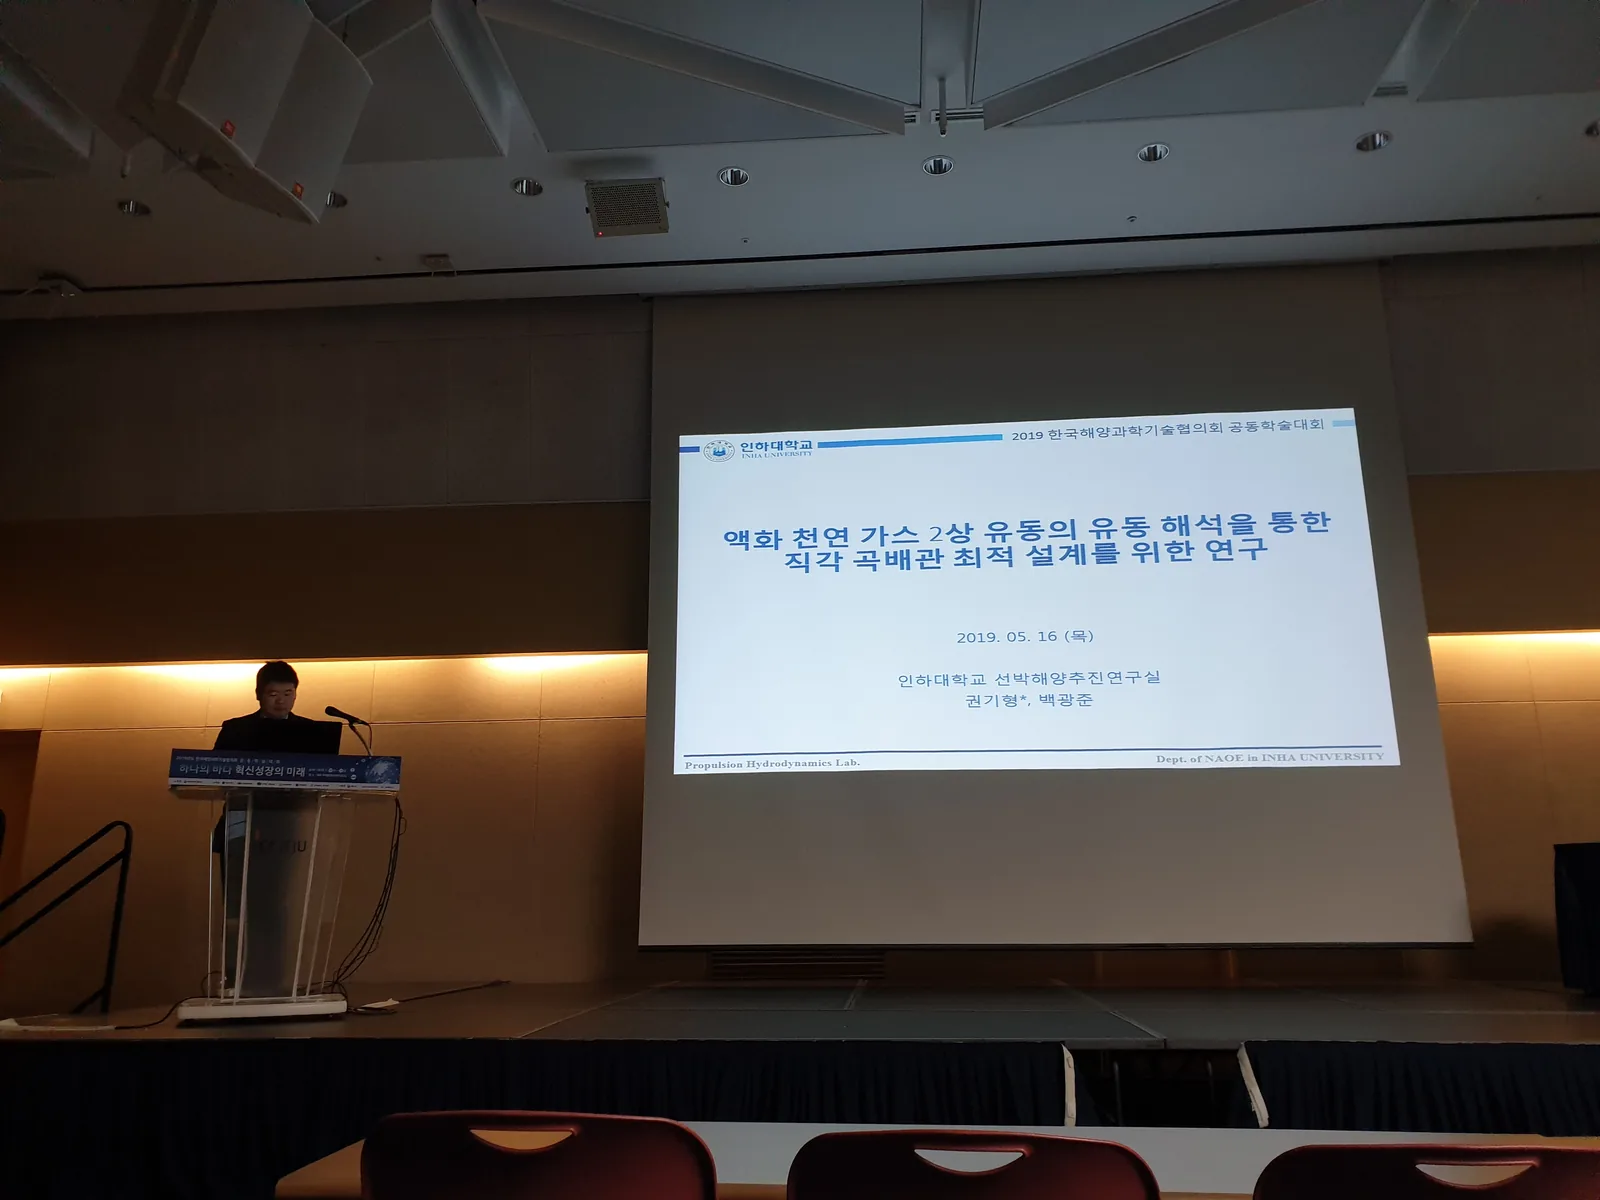 인하대학교
INHA UNIVERSITY
2019 한국해양과학기술협의회 공동학술대회
액화 천연 가스 2상 유동의 유동 해석을 통한
직각 곡배관 최적 설계를 위한 연구
2019. 05. 16 (목)
인하대학교 선박해양추진연구실
권기형*, 백광준
Propulsion Hydrodynamics Lab.
Dept. of NAOE in INHA UNIVERSITY
하나의 바다 혁신성장의 미래